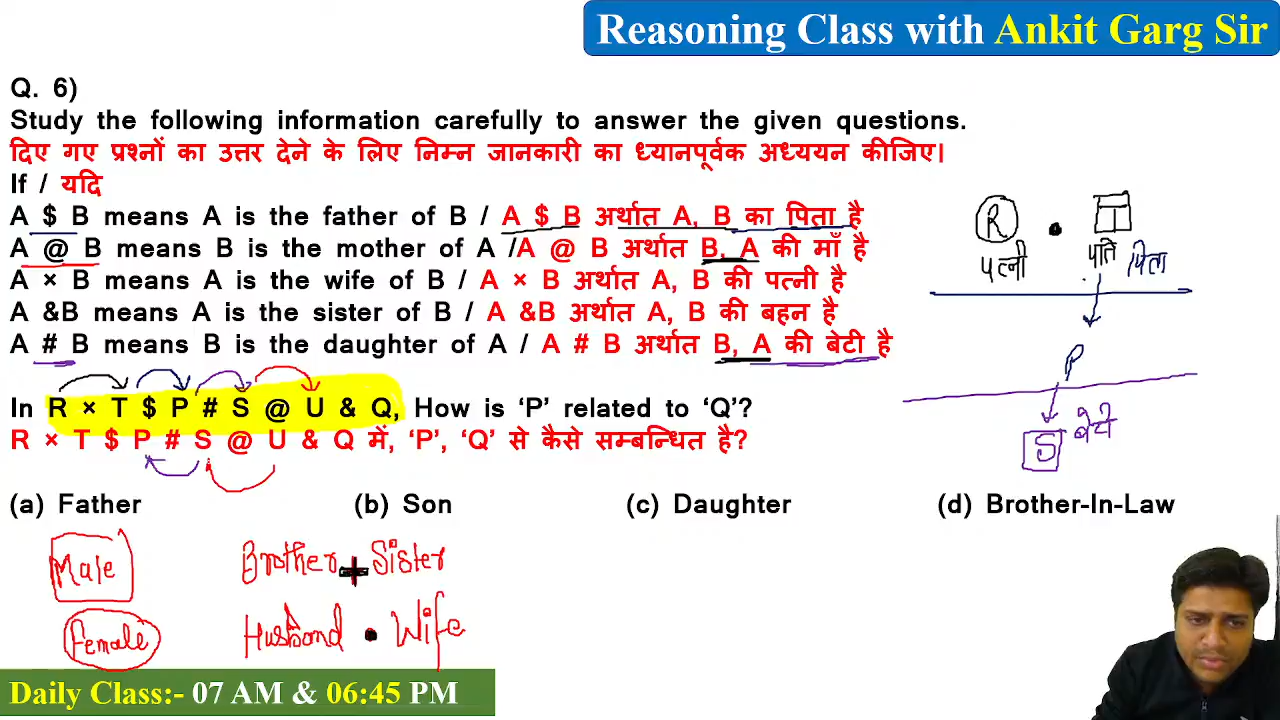 Reasoning Class with Ankit Garg Sir
Q. 6)
Study the following information carefully to answer the given questions.
दिए गए प्रश्नों का उत्तर देने के लिए निम्न जानकारी का ध्यानपूर्वक अध्ययन कीजिए।
If / यदि
A $ B means A is the father of B / A $ B अर्थात A, B का पिता है
A @ B means B is the mother of A /A @ B अर्थात B, A की माँ है
A × B means A is the wife of B / A × B अर्थात A, B की पत्नी है
A &B means A is the sister of B / A &B अर्थात A, B की बहन है
A # B means B is the daughter of A / A # B अर्थात B, A की बेटी है
R
पत्नी पति पिता
P
S बेटी
In R × T $ P # S @ U & Q, How is ‘P’ related to ‘Q’?
R × T $ P # S @ U & Q में, ‘P’, ‘Q’ से कैसे सम्बन्धित है?
(a) Father (b) Son (c) Daughter (d) Brother-In-Law
Male Brother + Sister
Female Husband • Wife
Daily Class:- 07 AM & 06:45 PM